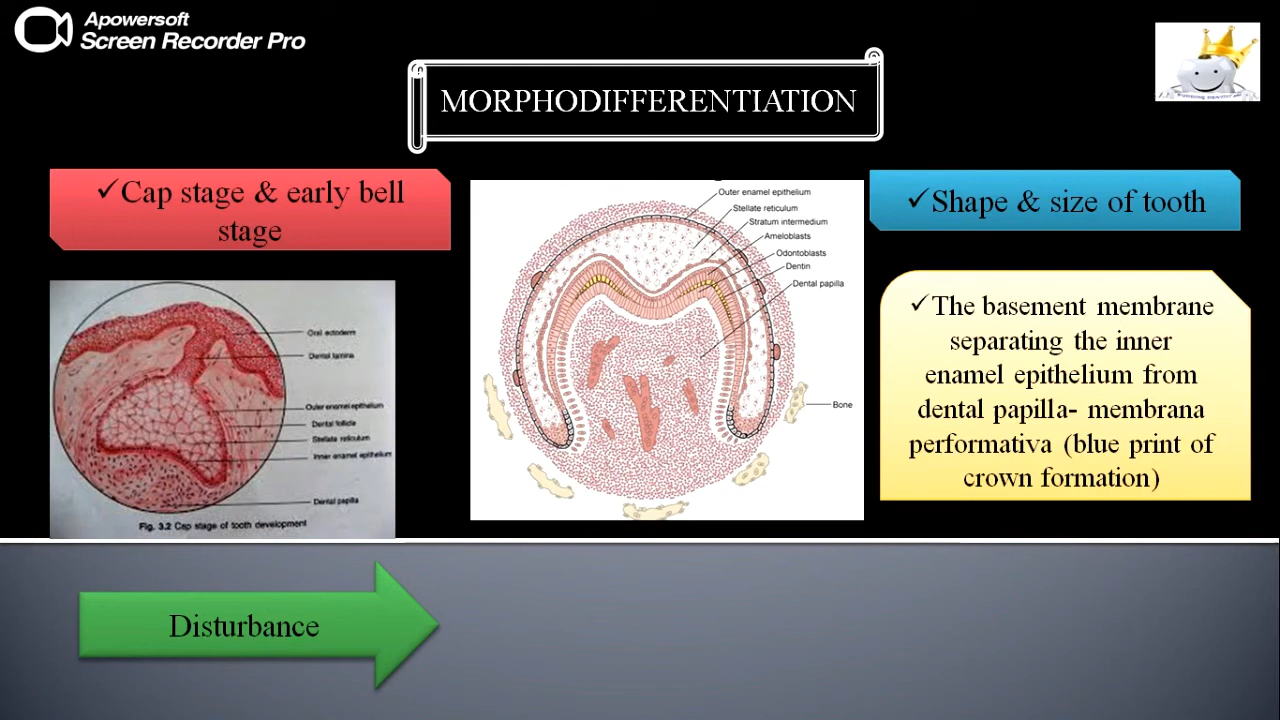 Apowersoft
Screen Recorder Pro
MORPHODIFFERENTIATION
✓Cap stage & early bell
stage
Oral ectoderm
Dental lamina
Outer enamel epithelium
Dental follicle
Stellate reticulum
Inner enamel epithelium
Dental papilla
Fig. 3.2 Cap stage of tooth development
Outer enamel epithelium
Stellate reticulum
Stratum intermedium
Ameloblasts
Odontoblasts
Dentin
Dental papilla
Bone
✓Shape & size of tooth
✓The basement membrane
separating the inner
enamel epithelium from
dental papilla- membrana
performativa (blue print of
crown formation)
Disturbance